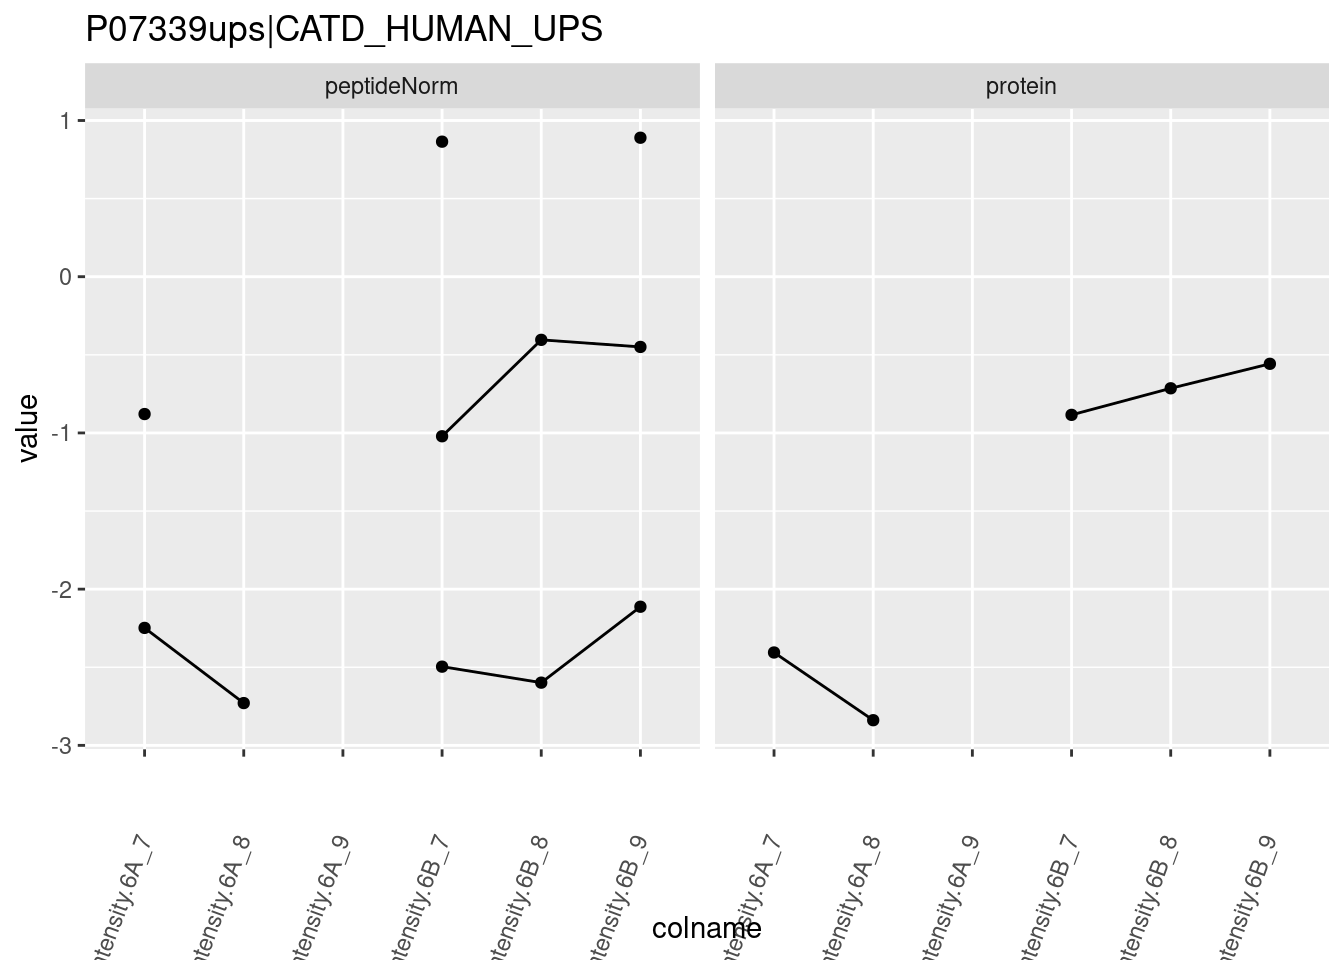 P07339ups|CATD_HUMAN_UPS
peptideNorm
protein
value
1
0
-1
-2
-3
ntensity.6A_7
ntensity.6A_8
ntensity.6A_9
ntensity.6B_7
ntensity.6B_8
ntensity.6B_9
ntensity.6A_7
ntensity.6A_8
ntensity.6A_9
ntensity.6B_7
ntensity.6B_8
ntensity.6B_9
colname